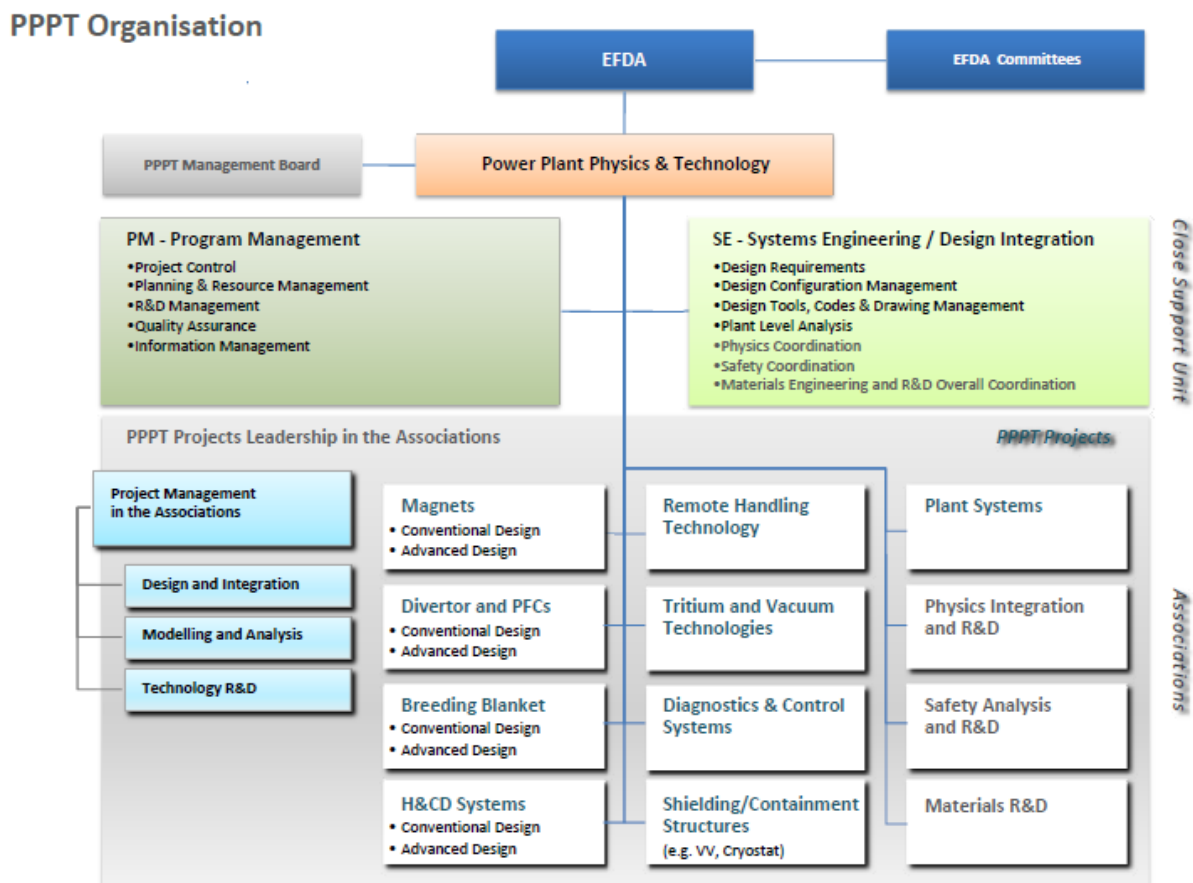 PPPT Organisation
EFDA
EFDA Committees
PPPT Management Board
Power Plant Physics & Technology
PM - Program Management
•Project Control
•Planning & Resource Management
•R&D Management
•Quality Assurance
•Information Management
SE - Systems Engineering / Design Integration
•Design Requirements
•Design Configuration Management
•Design Tools, Codes & Drawing Management
•Plant Level Analysis
•Physics Coordination
•Safety Coordination
•Materials Engineering and R&D Overall Coordination
Close Support Unit
PPPT Projects Leadership in the Associations
PPPT Projects
Project Management
in the Associations
Design and Integration
Modelling and Analysis
Technology R&D
Magnets
• Conventional Design
• Advanced Design
Divertor and PFCs
• Conventional Design
• Advanced Design
Breeding Blanket
• Conventional Design
• Advanced Design
H&CD Systems
• Conventional Design
• Advanced Design
Remote Handling
Technology
Tritium and Vacuum
Technologies
Diagnostics & Control
Systems
Shielding/Containment
Structures
(e.g. VV, Cryostat)
Plant Systems
Physics Integration
and R&D
Safety Analysis
and R&D
Materials R&D
Associations